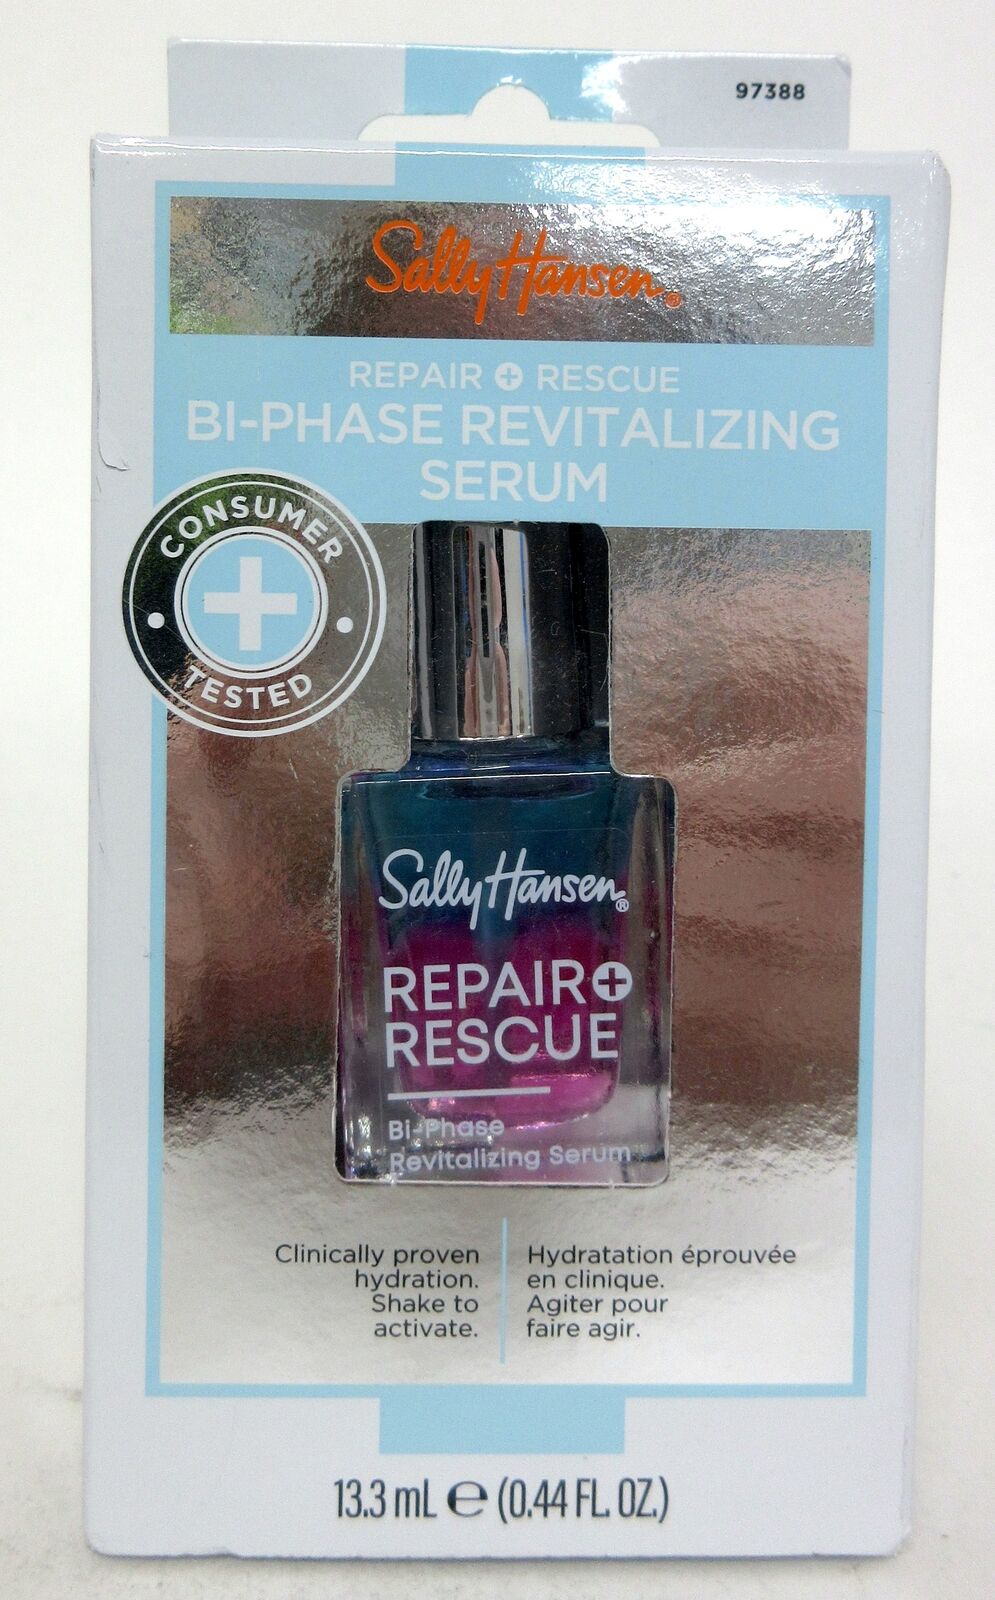 97388
Sally Hansen®
REPAIR + RESCUE
BI-PHASE REVITALIZING
SERUM
CONSUMER
TESTED
Sally Hansen®
REPAIR +
RESCUE
Bi-Phase
Revitalizing Serum
Clinically proven
hydration.
Shake to
activate.
Hydratation éprouvée
en clinique.
Agiter pour
faire agir.
13.3 mL ℮ (0.44 FL. OZ.)